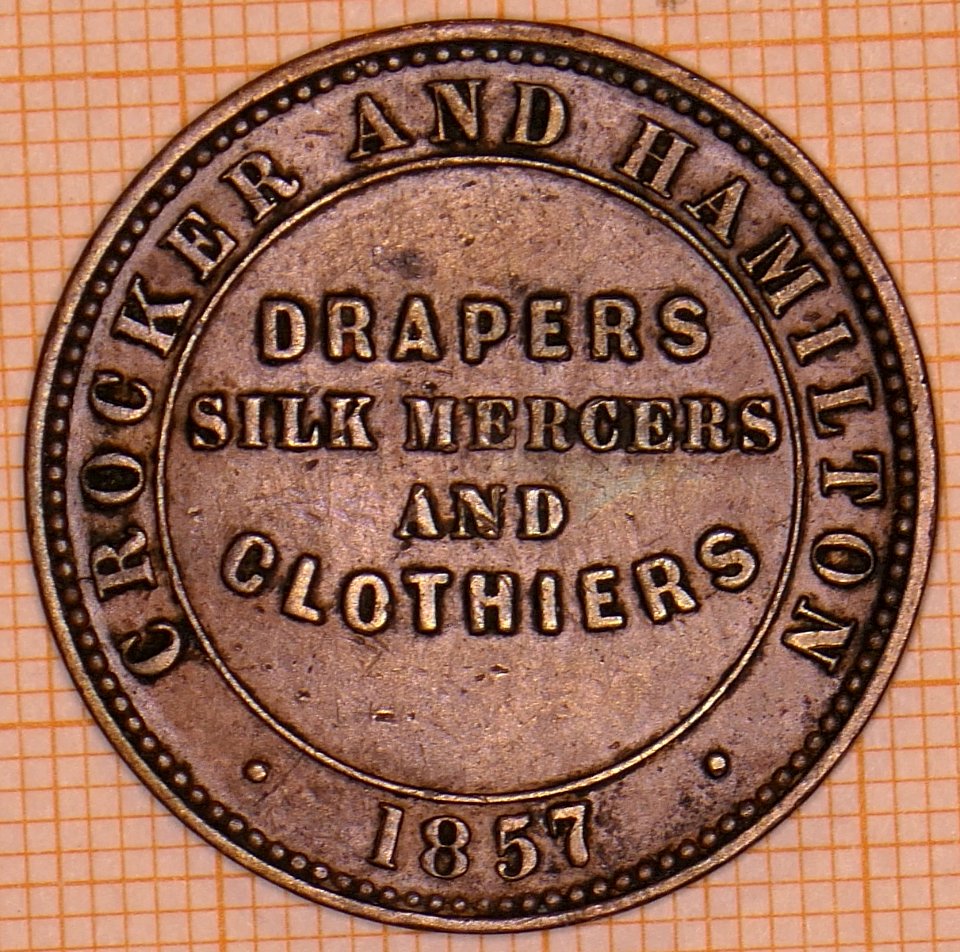 CROCKER AND HAMILTON
DRAPERS
SILK MERCERS
AND
CLOTHIERS
1857